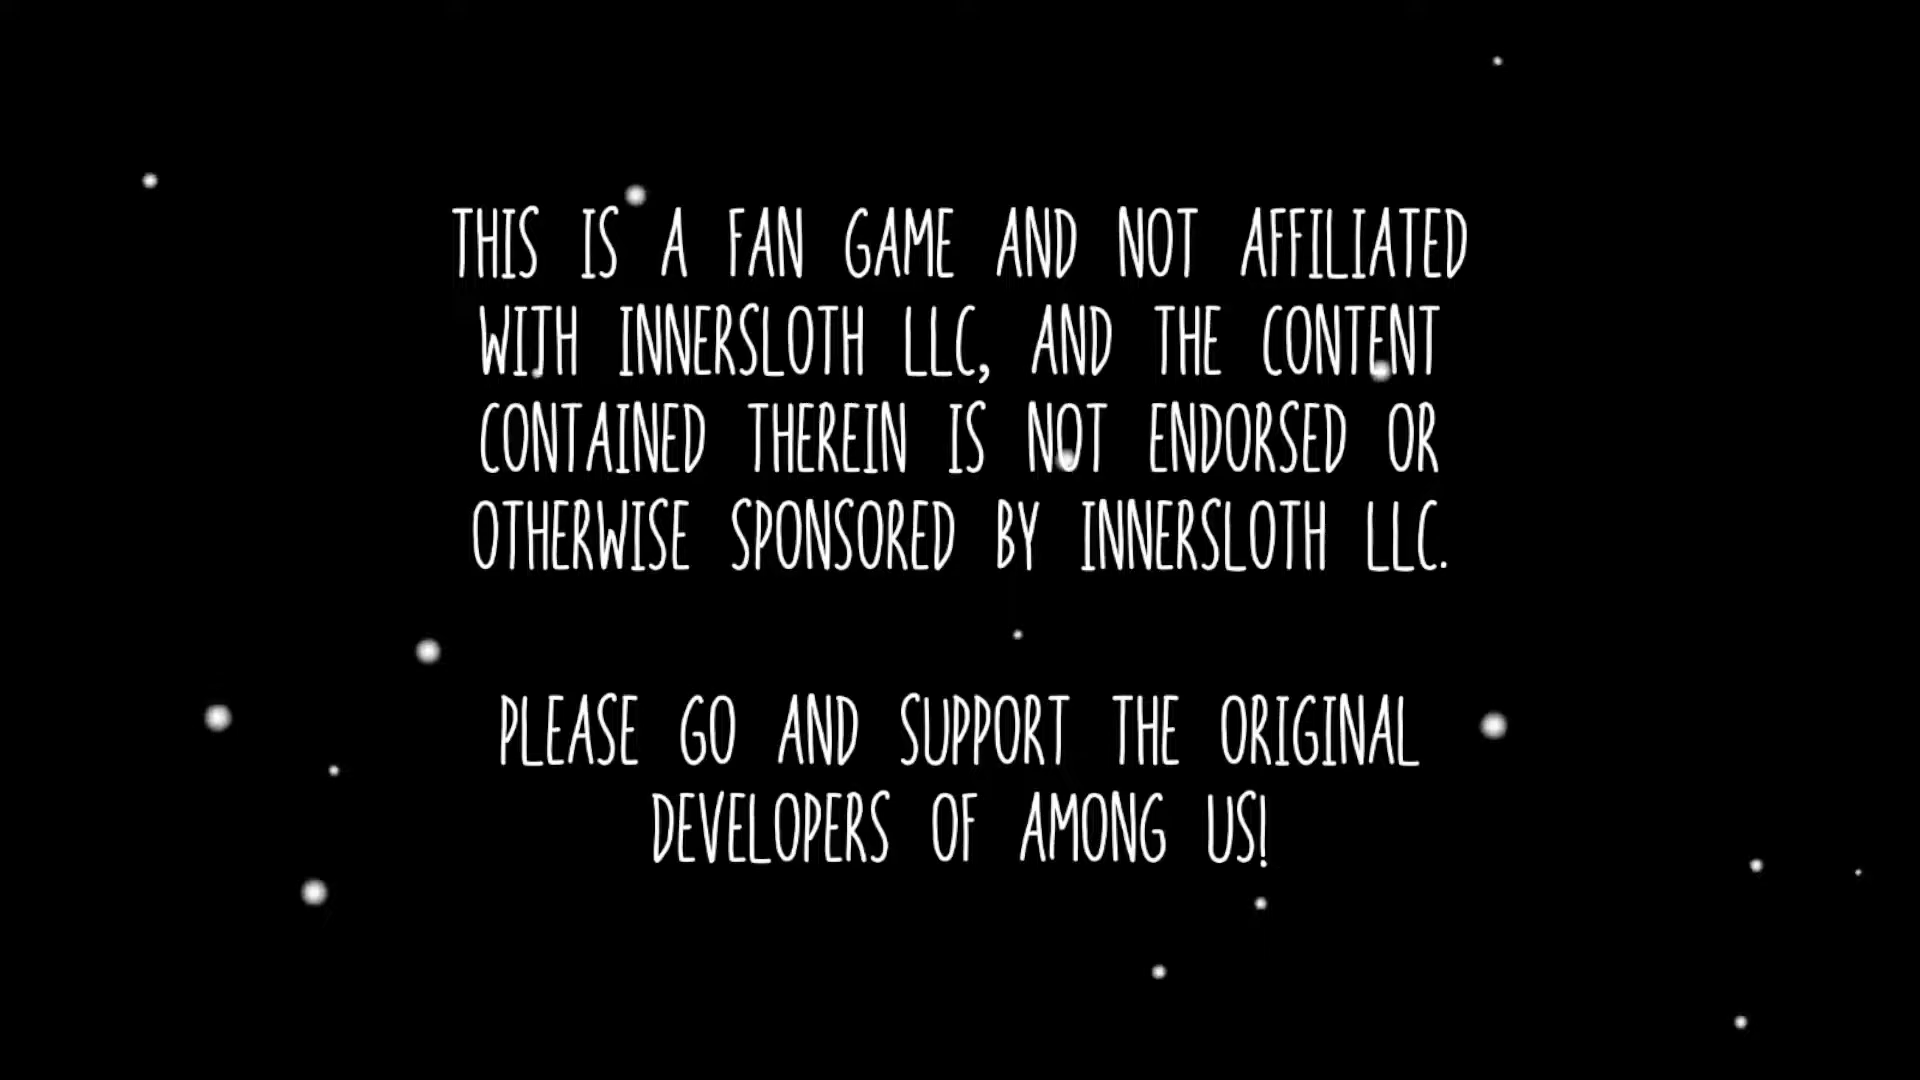 THIS IS A FAN GAME AND NOT AFFILIATED
WITH INNERSLOTH LLC, AND THE CONTENT
CONTAINED THEREIN IS NOT ENDORSED OR
OTHERWISE SPONSORED BY INNERSLOTH LLC.
PLEASE GO AND SUPPORT THE ORIGINAL
DEVELOPERS OF AMONG US!